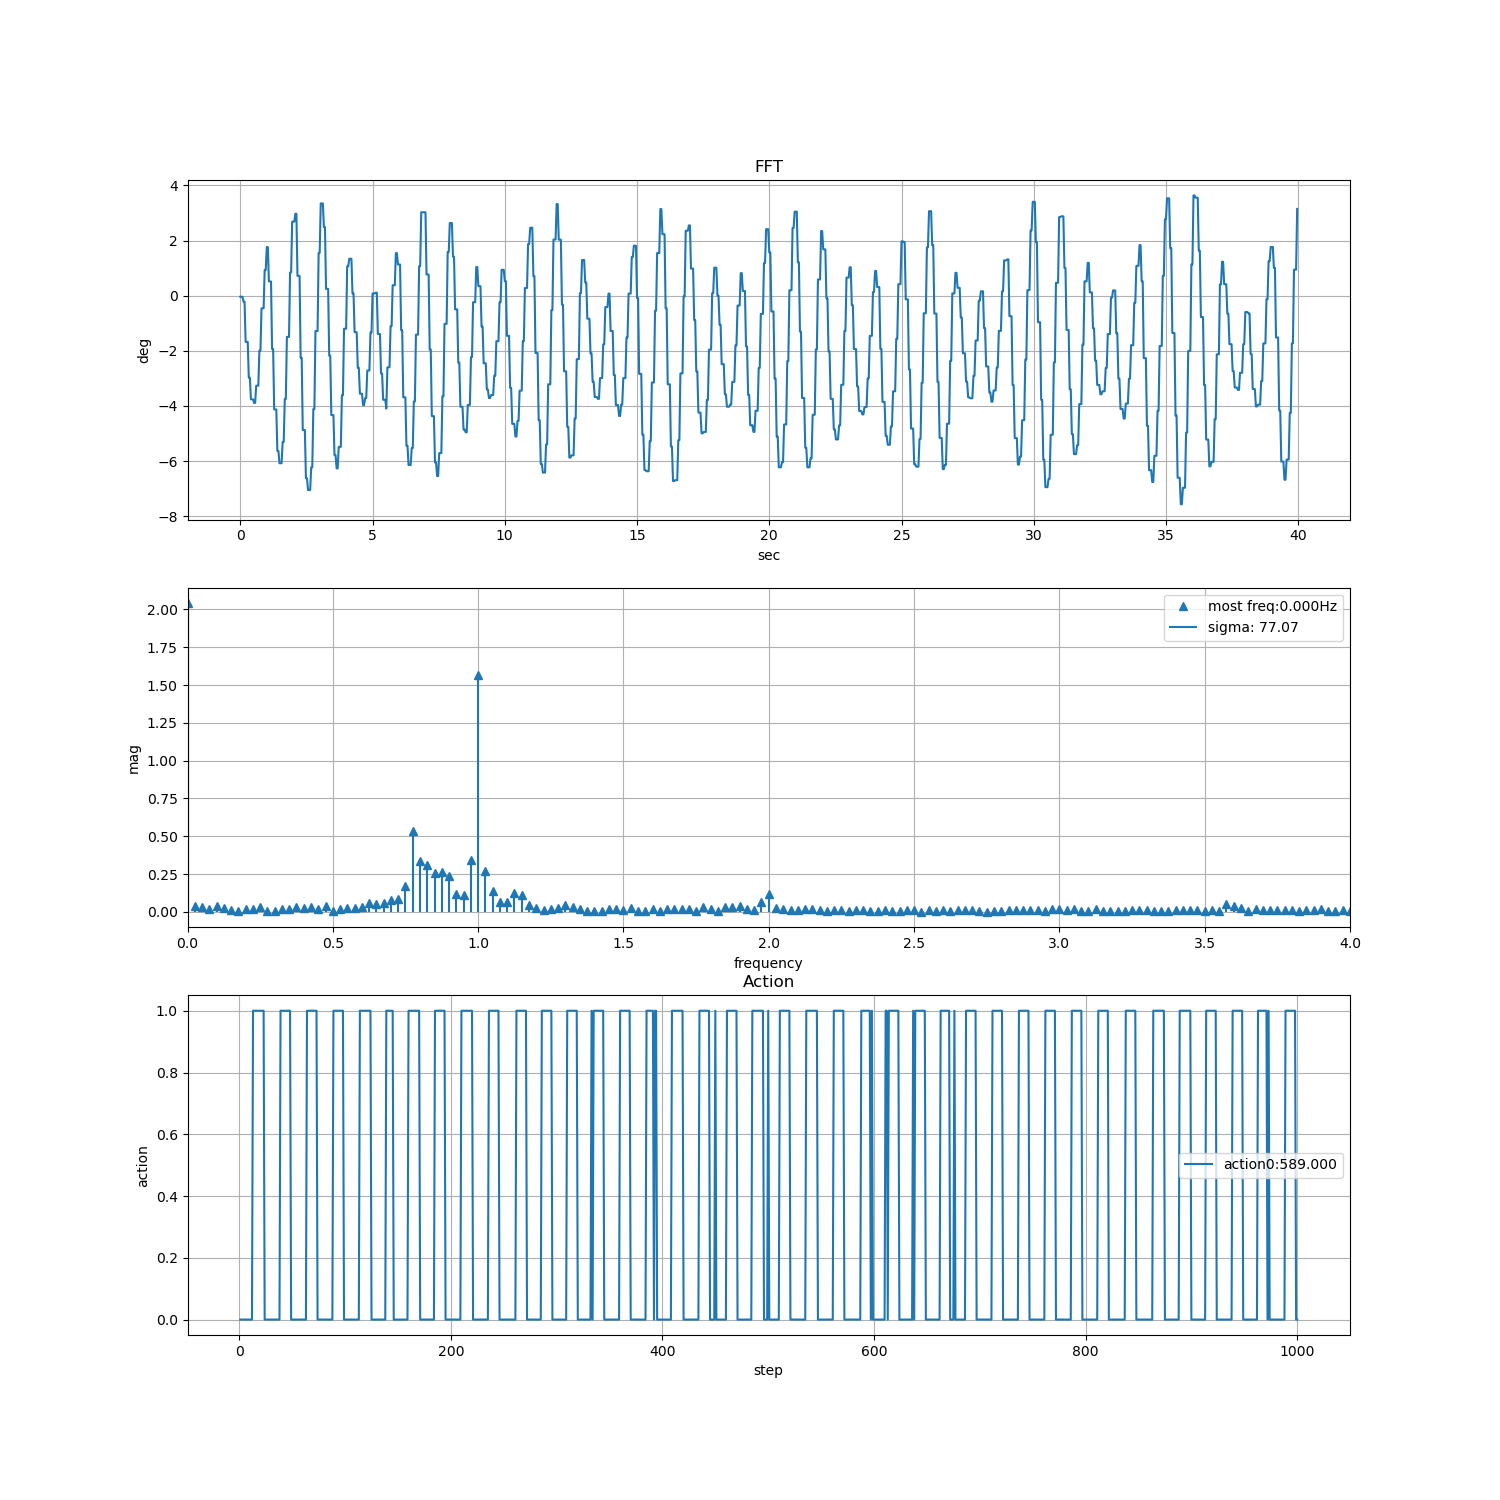 FFT
4
2
0
−2
−4
−6
−8
deg
0 5 10 15 20 25 30 35 40
sec
2.00
1.75
1.50
1.25
1.00
0.75
0.50
0.25
0.00
mag
most freq:0.000Hz
sigma: 77.07
0.0 0.5 1.0 1.5 2.0 2.5 3.0 3.5 4.0
frequency
Action
1.0
0.8
0.6
0.4
0.2
0.0
action
action0:589.000
0 200 400 600 800 1000
step